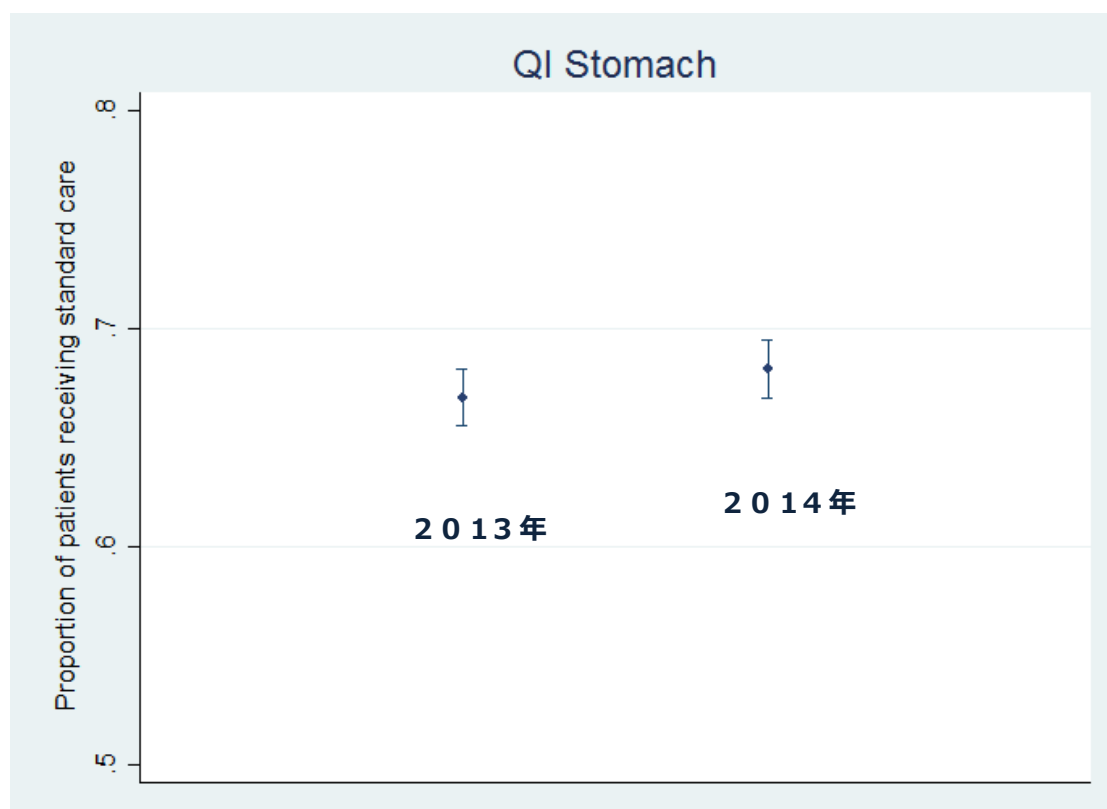 QI Stomach
Proportion of patients receiving standard care
.8
.7
.6
.5
２０１３年
２０１４年